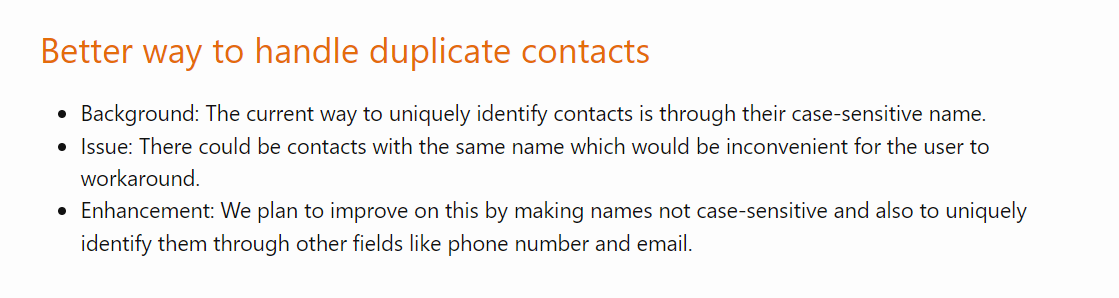 Better way to handle duplicate contacts
• Background: The current way to uniquely identify contacts is through their case-sensitive name.
• Issue: There could be contacts with the same name which would be inconvenient for the user to
workaround.
• Enhancement: We plan to improve on this by making names not case-sensitive and also to uniquely
identify them through other fields like phone number and email.